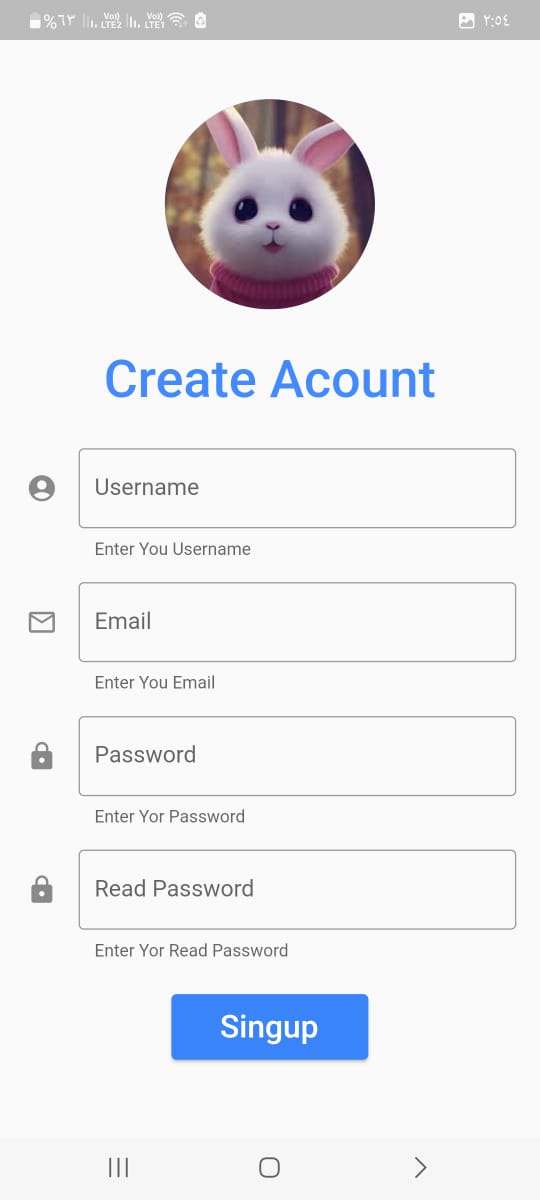 %٦٣ Vo)) LTE2 Vo)) LTE1 ٢:٥٤
Create Acount
Username
Enter You Username
Email
Enter You Email
Password
Enter Yor Password
Read Password
Enter Yor Read Password
Singup